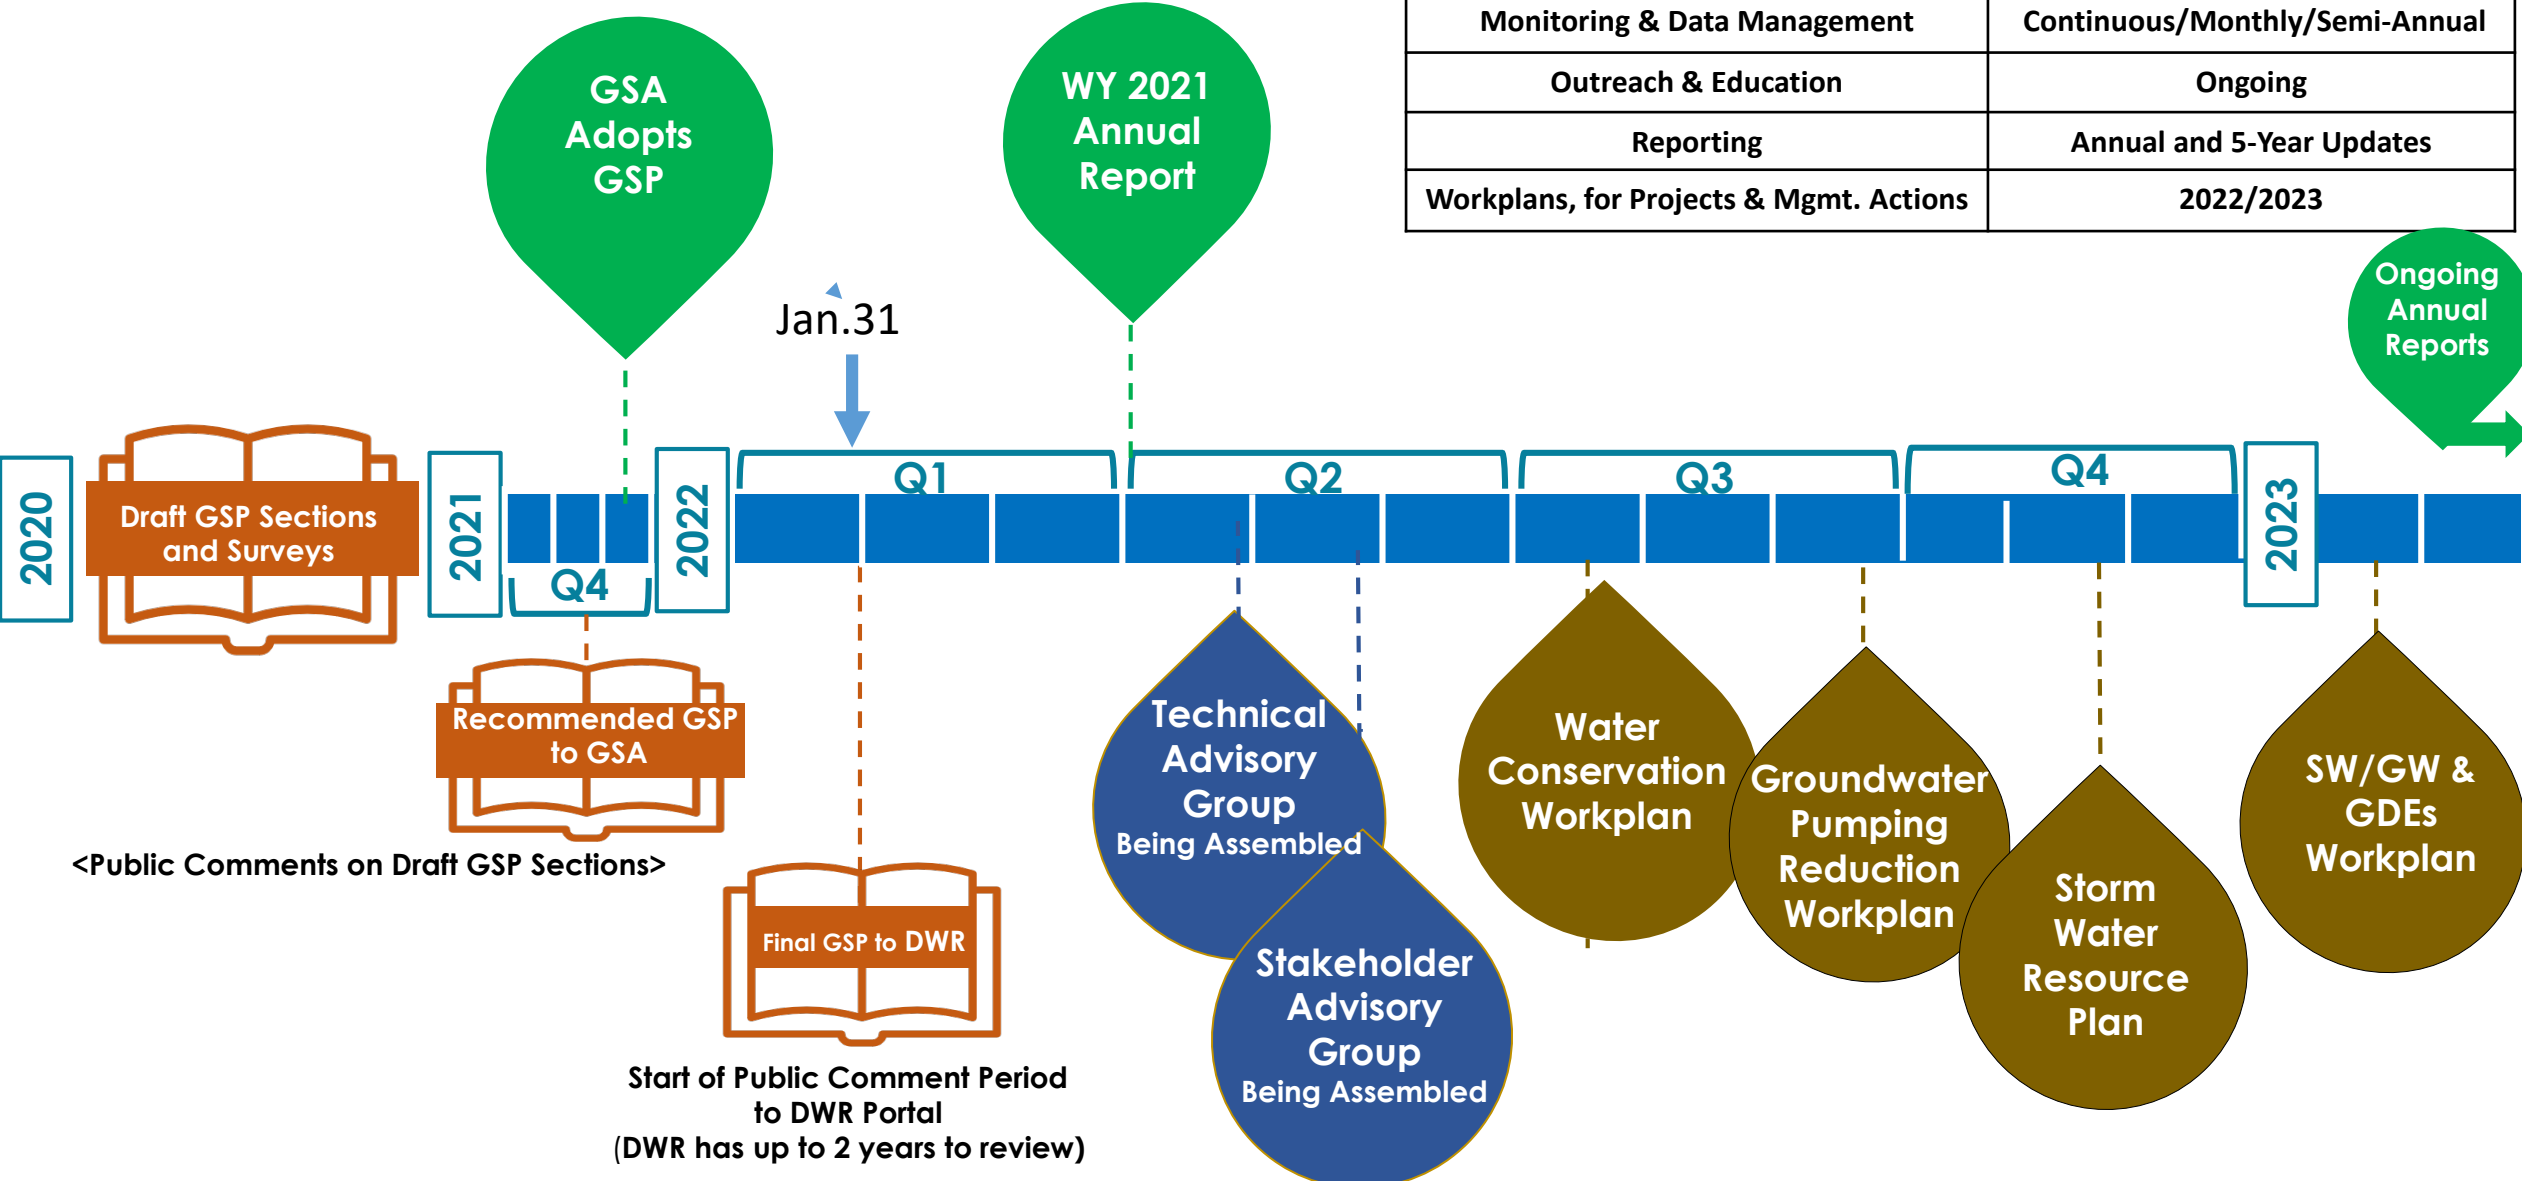 Monitoring & Data Management
Continuous/Monthly/Semi-Annual
Outreach & Education
Ongoing
Reporting
Annual and 5-Year Updates
Workplans, for Projects & Mgmt. Actions
2022/2023
GSA
Adopts
GSP
WY 2021
Annual
Report
Ongoing
Annual
Reports
Jan.31
2020
Draft GSP Sections
and Surveys
2021
Q4
2022
Q1
Q2
Q3
Q4
2023
Recommended GSP
to GSA
<Public Comments on Draft GSP Sections>
Final GSP to DWR
Start of Public Comment Period
to DWR Portal
(DWR has up to 2 years to review)
Technical
Advisory
Group
Being Assembled
Stakeholder
Advisory
Group
Being Assembled
Water
Conservation
Workplan
Groundwater
Pumping
Reduction
Workplan
Storm
Water
Resource
Plan
SW/GW &
GDEs
Workplan